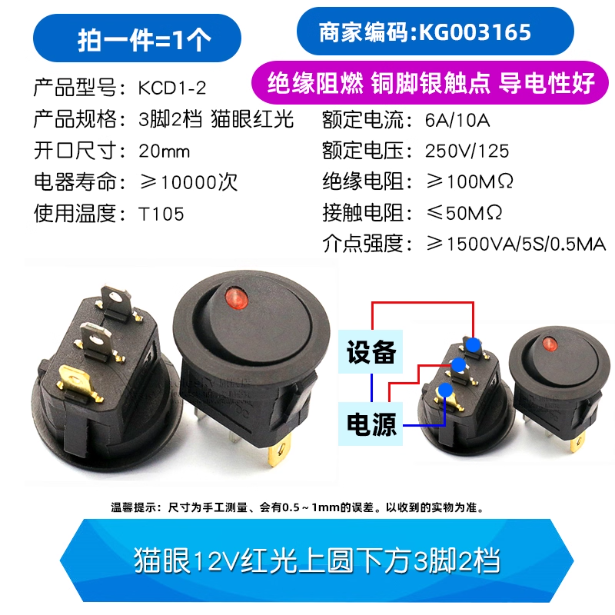 拍一件=1个
商家编码:KG003165
绝缘阻燃 铜脚银触点 导电性好
产品型号：KCD1-2
产品规格：3脚2档 猫眼红光
开口尺寸：20mm
电器寿命：≥10000次
使用温度：T105
额定电流：6A/10A
额定电压：250V/125
绝缘电阻：≥100MΩ
接触电阻：≤50MΩ
介点强度：≥1500VA/5S/0.5MA
设备
电源
温馨提示：尺寸为手工测量、会有0.5~1mm的误差。以收到的实物为准。
猫眼12V红光上圆下方3脚2档